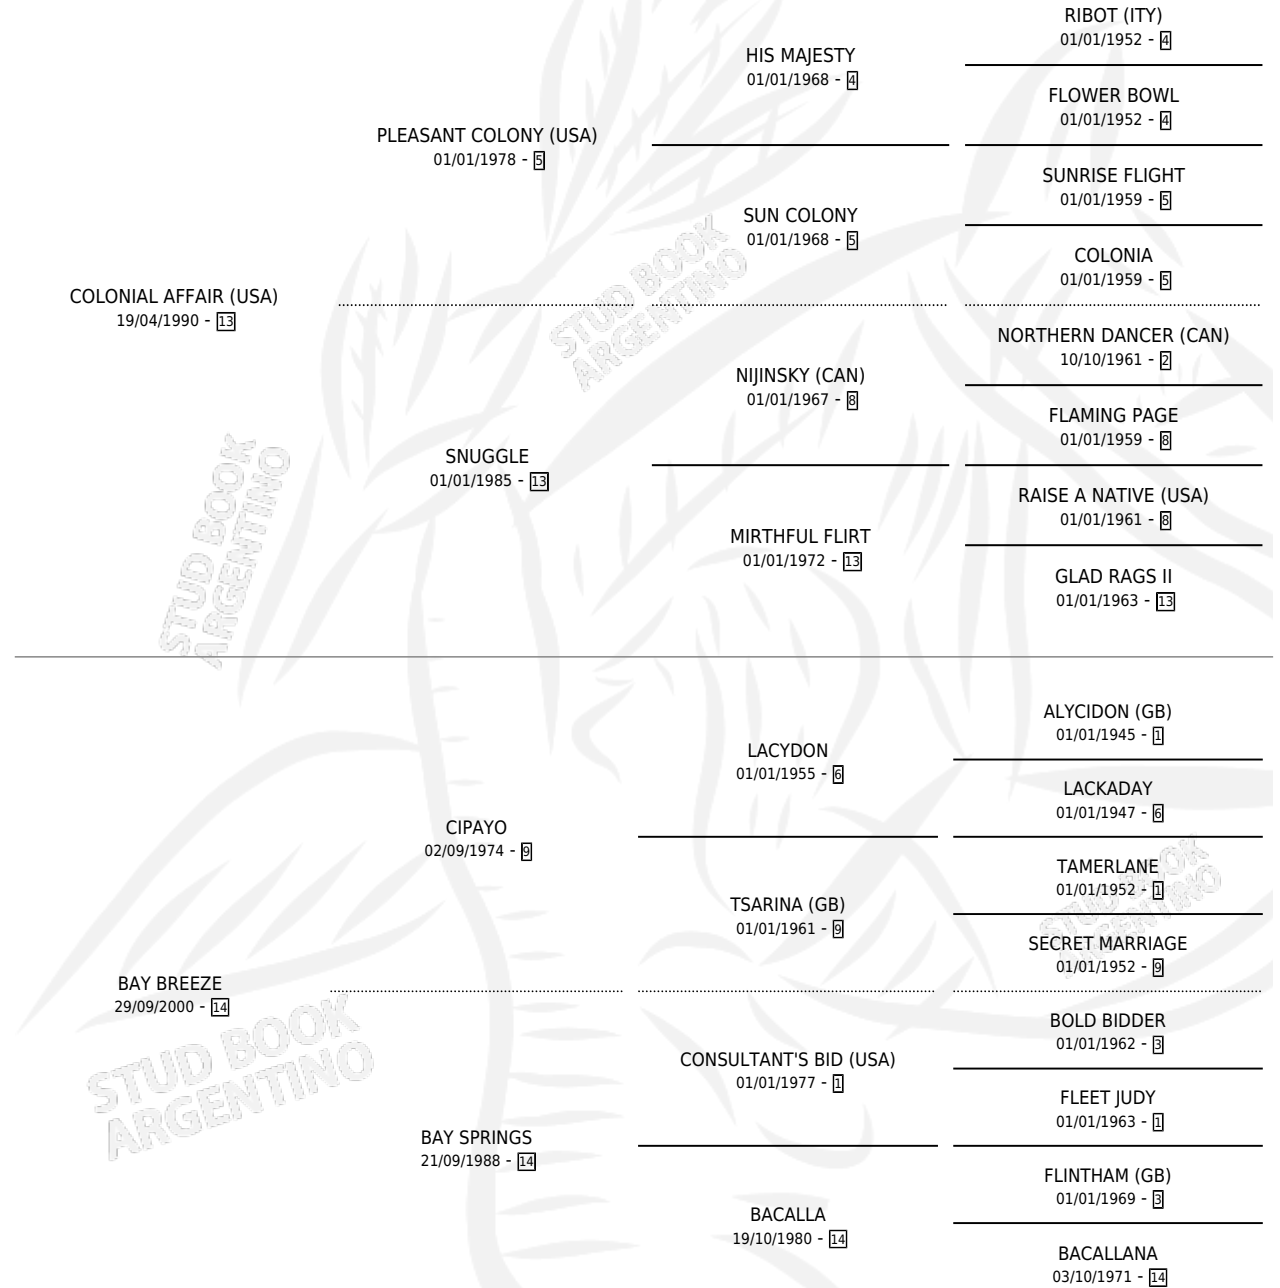 RIBOT (ITY)
01/01/1952 - 4
HIS MAJESTY
01/01/1968 - 4
FLOWER BOWL
01/01/1952 - 4
PLEASANT COLONY (USA)
01/01/1978 - 5
SUNRISE FLIGHT
01/01/1959 - 5
SUN COLONY
01/01/1968 - 5
COLONIA
01/01/1959 - 5
COLONIAL AFFAIR (USA)
19/04/1990 - 13
NORTHERN DANCER (CAN)
10/10/1961 - 2
NIJINSKY (CAN)
01/01/1967 - 8
FLAMING PAGE
01/01/1959 - 8
SNUGGLE
01/01/1985 - 13
RAISE A NATIVE (USA)
01/01/1961 - 8
MIRTHFUL FLIRT
01/01/1972 - 13
GLAD RAGS II
01/01/1963 - 13
ALYCIDON (GB)
01/01/1945 - 1
LACYDON
01/01/1955 - 6
LACKADAY
01/01/1947 - 6
CIPAYO
02/09/1974 - 9
TAMERLANE
01/01/1952 - 1
TSARINA (GB)
01/01/1961 - 9
SECRET MARRIAGE
01/01/1952 - 9
BAY BREEZE
29/09/2000 - 14
BOLD BIDDER
01/01/1962 - 3
CONSULTANT'S BID (USA)
01/01/1977 - 1
FLEET JUDY
01/01/1963 - 1
BAY SPRINGS
21/09/1988 - 14
FLINTHAM (GB)
01/01/1969 - 3
BACALLA
19/10/1980 - 14
BACALLANA
03/10/1971 - 14
STUD BOOK
ARGENTINO
STUD BOOK
ARGENTINO
STUD BOOK
ARGENTINO
STUD BOOK
ARGENTINO